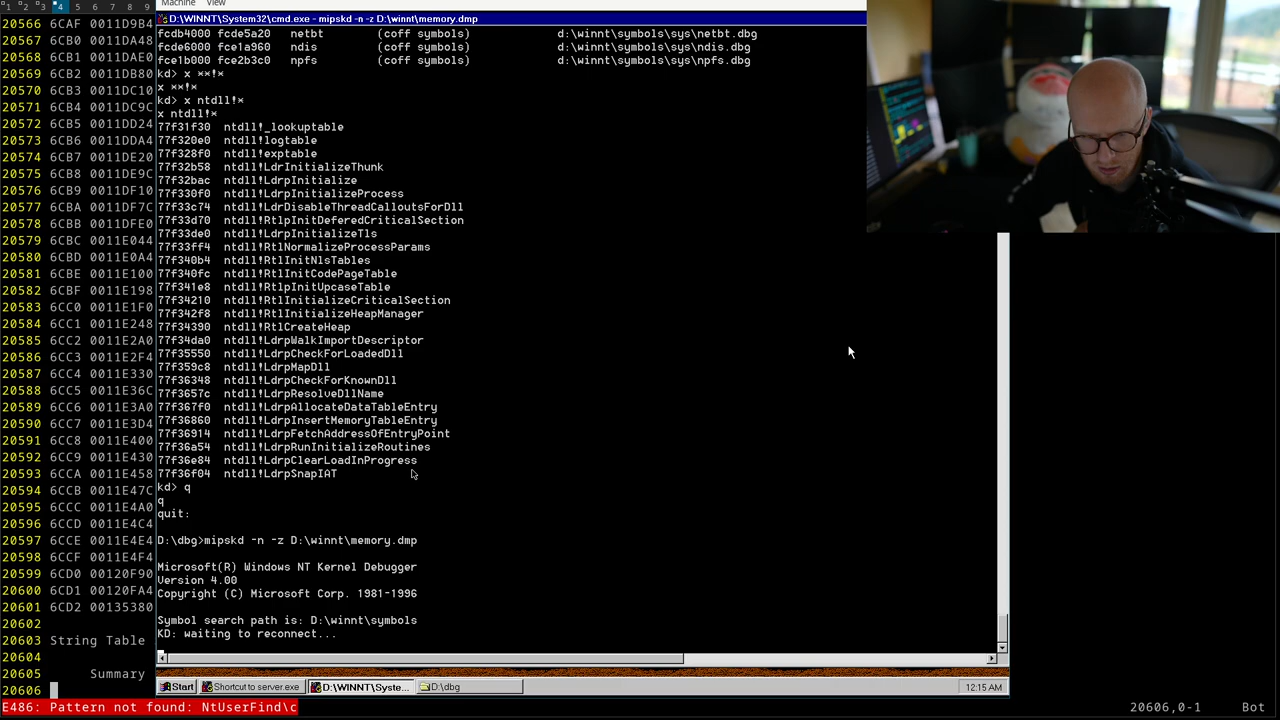 1 2 3 4 5 6 7 8 9
Machine View
D:\WINNT\System32\cmd.exe - mipskd -n -z D:\winnt\memory.dmp
fcdb4000 fcde5a20 netbt (coff symbols) d:\winnt\symbols\sys\netbt.dbg
fcde6000 fce1a960 ndis (coff symbols) d:\winnt\symbols\sys\ndis.dbg
fce1b000 fce2b3c0 npfs (coff symbols) d:\winnt\symbols\sys\npfs.dbg
kd> x **!*
x **!*
kd> x ntdll!*
x ntdll!*
77f31f30 ntdll!_lookuptable
77f320e0 ntdll!logtable
77f328f0 ntdll!exptable
77f32b58 ntdll!LdrInitializeThunk
77f32bac ntdll!LdrpInitialize
77f330f0 ntdll!LdrpInitializeProcess
77f33c74 ntdll!LdrDisableThreadCalloutsForDll
77f33d70 ntdll!RtlpInitDeferedCriticalSection
77f33de0 ntdll!LdrpInitializeTls
77f33ff4 ntdll!RtlNormalizeProcessParams
77f340b4 ntdll!RtlInitNlsTables
77f340fc ntdll!RtlInitCodePageTable
77f341e8 ntdll!RtlpInitUpcaseTable
77f34210 ntdll!RtlInitializeCriticalSection
77f342f8 ntdll!RtlInitializeHeapManager
77f34390 ntdll!RtlCreateHeap
77f34da0 ntdll!LdrpWalkImportDescriptor
77f35550 ntdll!LdrpCheckForLoadedDll
77f359c8 ntdll!LdrpMapDll
77f36348 ntdll!LdrpCheckForKnownDll
77f3657c ntdll!LdrpResolveDllName
77f367f0 ntdll!LdrpAllocateDataTableEntry
77f36860 ntdll!LdrpInsertMemoryTableEntry
77f36914 ntdll!LdrpFetchAddressOfEntryPoint
77f36a54 ntdll!LdrpRunInitializeRoutines
77f36e84 ntdll!LdrpClearLoadInProgress
77f36f04 ntdll!LdrpSnapIAT
kd> q
q
quit:
D:\dbg>mipskd -n -z D:\winnt\memory.dmp
Microsoft(R) Windows NT Kernel Debugger
Version 4.00
Copyright (C) Microsoft Corp. 1981-1996
Symbol search path is: D:\winnt\symbols
KD: waiting to reconnect...
Start Shortcut to server.exe D:\WINNT\Syste... D:\dbg 12:15 AM
20566 6CAF 0011D9B4
20567 6CB0 0011DA48
20568 6CB1 0011DAE0
20569 6CB2 0011DB80
20570 6CB3 0011DC10
20571 6CB4 0011DC9C
20572 6CB5 0011DD24
20573 6CB6 0011DDA4
20574 6CB7 0011DE20
20575 6CB8 0011DE9C
20576 6CB9 0011DF10
20577 6CBA 0011DF7C
20578 6CBB 0011DFE0
20579 6CBC 0011E044
20580 6CBD 0011E0A4
20581 6CBE 0011E100
20582 6CBF 0011E198
20583 6CC0 0011E1F0
20584 6CC1 0011E248
20585 6CC2 0011E2A0
20586 6CC3 0011E2F4
20587 6CC4 0011E330
20588 6CC5 0011E36C
20589 6CC6 0011E3A0
20590 6CC7 0011E3D4
20591 6CC8 0011E400
20592 6CC9 0011E430
20593 6CCA 0011E458
20594 6CCB 0011E47C
20595 6CCC 0011E4A0
20596 6CCD 0011E4C4
20597 6CCE 0011E4E4
20598 6CCF 0011E4F4
20599 6CD0 00120F90
20600 6CD1 00120FA4
20601 6CD2 00135380
20602
20603 String Table
20604
20605 Summary
20606
E486: Pattern not found: NtUserFind\c 20606,0-1 Bot